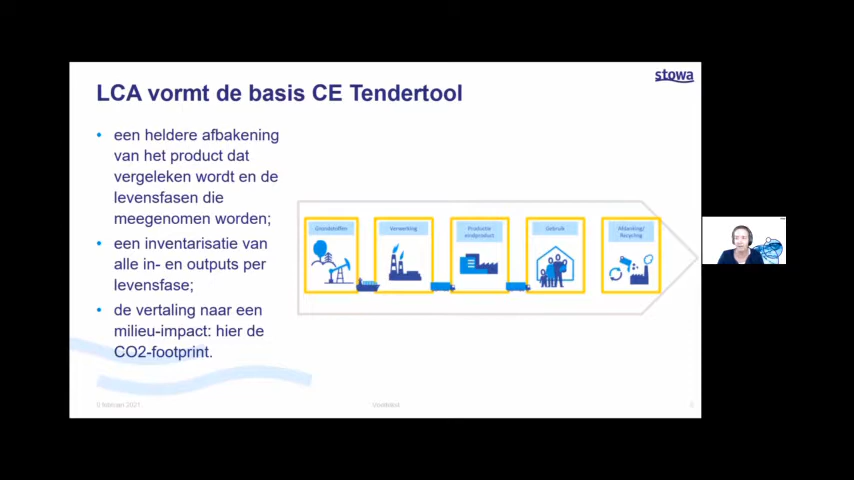 stowa
LCA vormt de basis CE Tendertool
• een heldere afbakening
van het product dat
vergeleken wordt en de
levensfasen die
meegenomen worden;
• een inventarisatie van
alle in- en outputs per
levensfase;
• de vertaling naar een
milieu-impact: hier de
CO2-footprint.
Grondstoffen
Verwerking
Productie
eindproduct
Gebruik
Afdanking/
Recycling
februari 2021